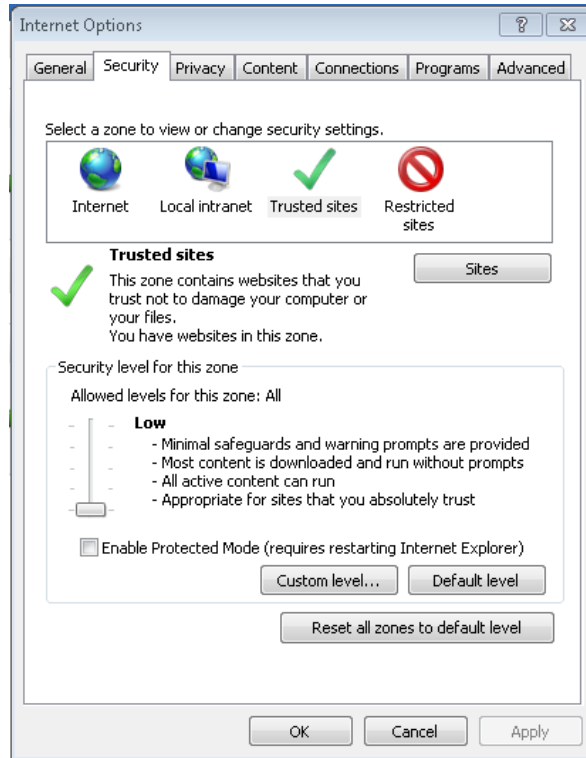 Internet Options
General Security Privacy Content Connections Programs Advanced
Select a zone to view or change security settings.
Internet Local intranet Trusted sites Restricted
sites
Trusted sites
Sites
This zone contains websites that you
trust not to damage your computer or
your files.
You have websites in this zone.
Security level for this zone
Allowed levels for this zone: All
Low
- Minimal safeguards and warning prompts are provided
- Most content is downloaded and run without prompts
- All active content can run
- Appropriate for sites that you absolutely trust
Enable Protected Mode (requires restarting Internet Explorer)
Custom level... Default level
Reset all zones to default level
OK Cancel Apply